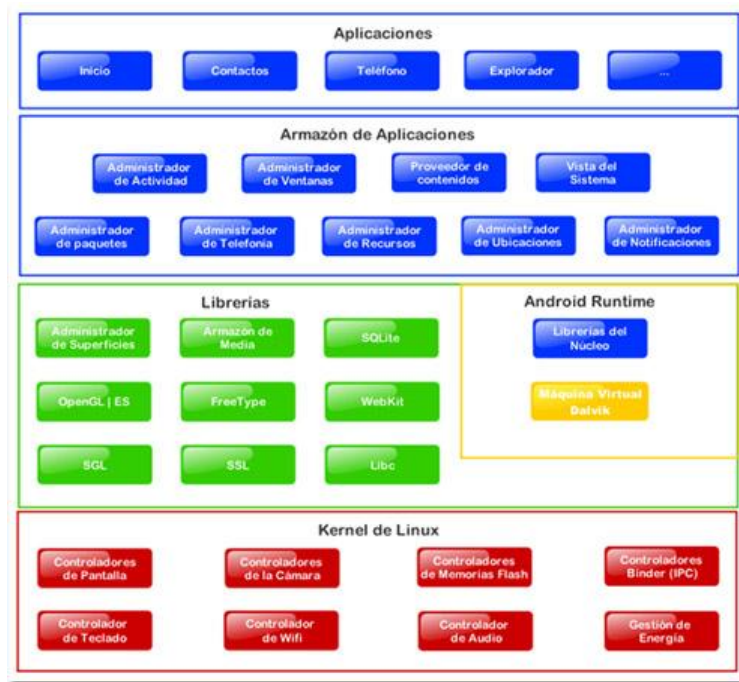 Aplicaciones
Inicio
Contactos
Teléfono
Explorador
...
Armazón de Aplicaciones
Administrador
de Actividad
Administrador
de Ventanas
Proveedor de
contenidos
Vista del
Sistema
Administrador
de paquetes
Administrador
de Telefonía
Administrador
de Recursos
Administrador
de Ubicaciones
Administrador
de Notificaciones
Librerías
Android Runtime
Administrador
de Superficies
Armazón de
Media
SQLite
Librerías del
Núcleo
OpenGL | ES
FreeType
WebKit
Máquina Virtual
Dalvik
SGL
SSL
Libc
Kernel de Linux
Controladores
de Pantalla
Controladores
de la Cámara
Controladores
de Memorias Flash
Controladores
Binder (IPC)
Controlador
de Teclado
Controlador
de Wifi
Controlador
de Audio
Gestión de
Energía